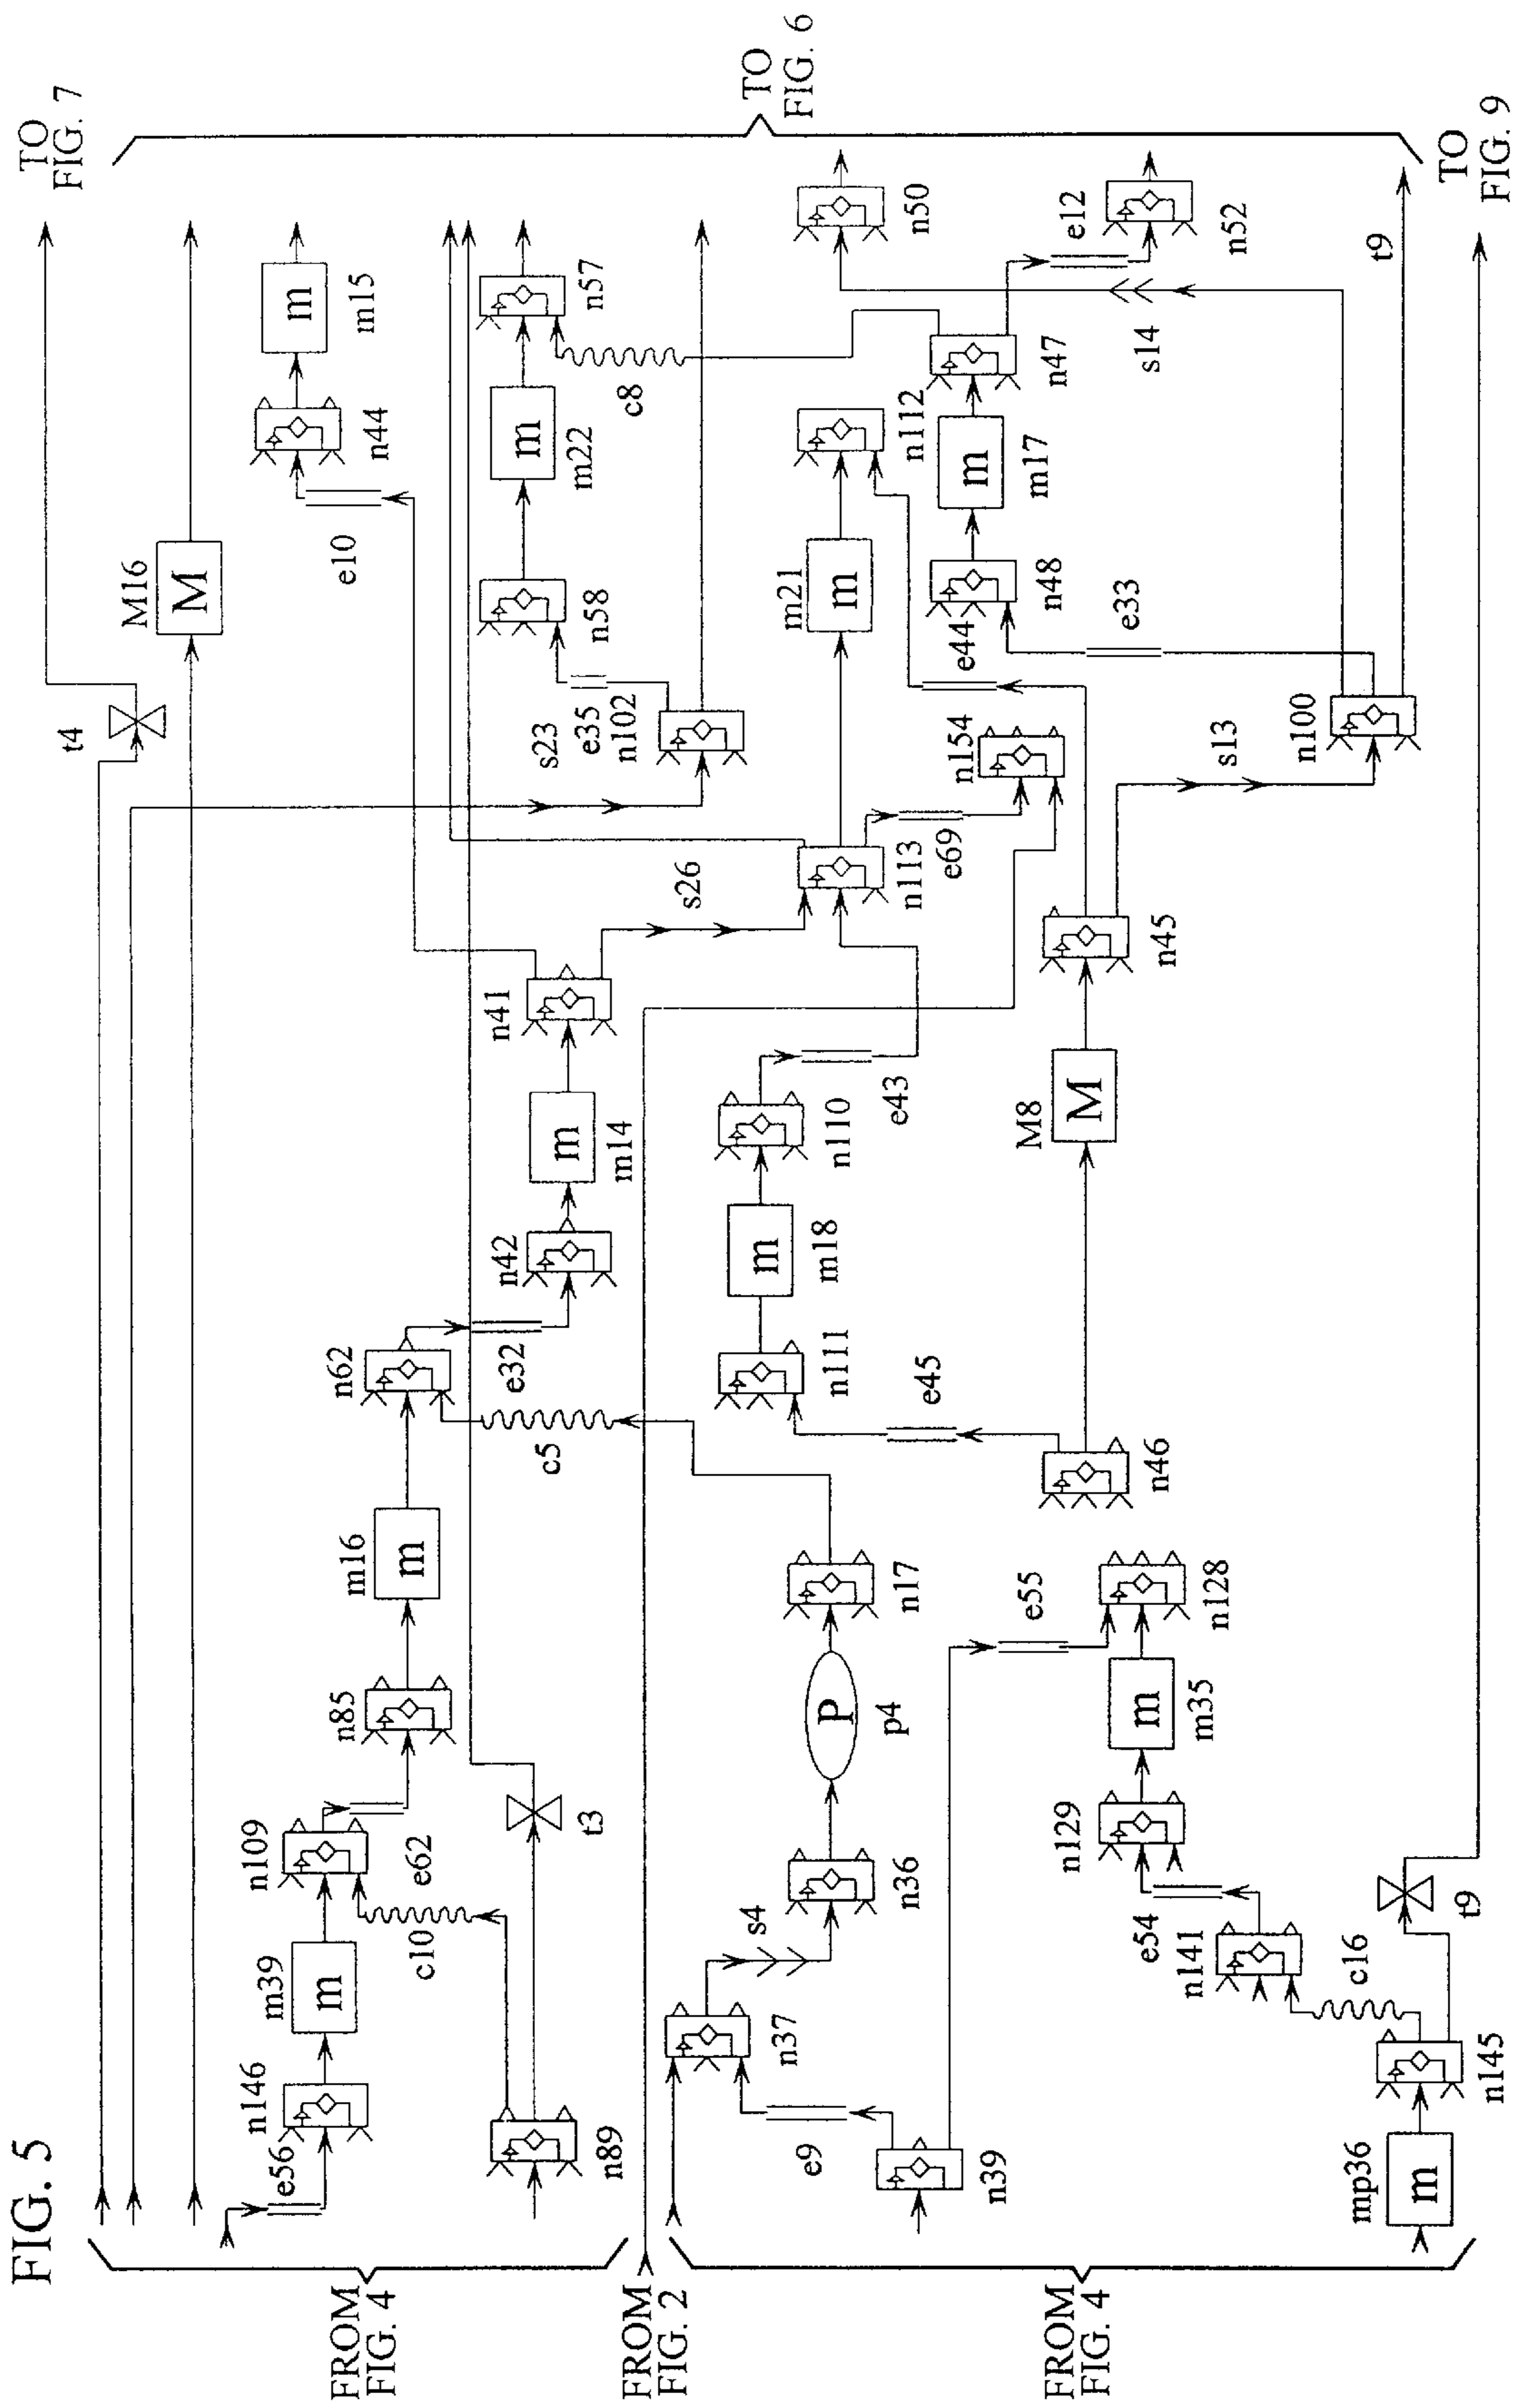 FIG. 5
TO
FIG. 7
TO
FIG. 6
TO
FIG. 9
FROM
FIG. 4
FROM
FIG. 2
FROM
FIG. 4
t4
M16
M
e10
n44
m
m15
s23
e35
n102
n58
m
m22
n57
c8
n50
e12
n52
n112
n47
m
m17
s14
t9
m21
m
e44
n48
e33
n154
s13
n100
e69
n113
s26
n45
n41
m
m14
n42
e32
n62
c5
e43
n110
m
m18
n111
e45
n46
M8
M
m16
m
n85
n109
e62
c10
m39
m
n146
e56
t3
n89
n17
P
p4
n36
s4
n37
e9
n39
e55
n128
m
m35
n129
e54
n141
c16
t9
n145
mp36
m